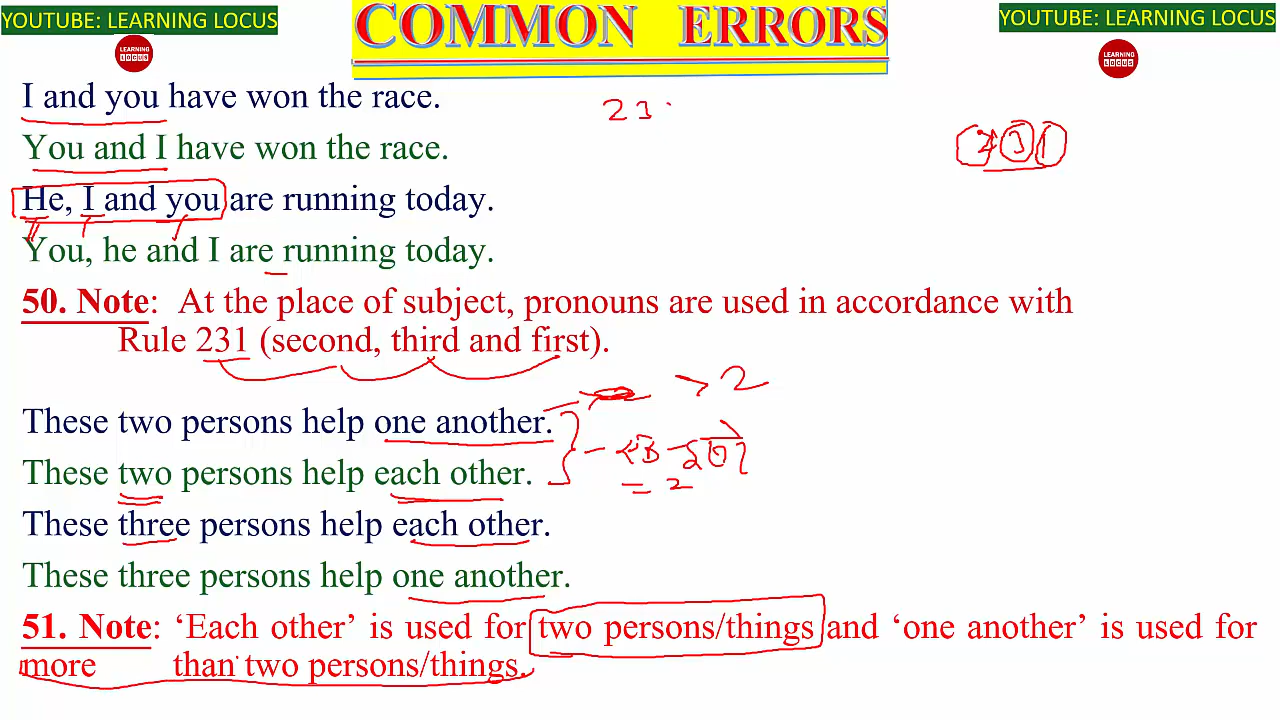 YOUTUBE: LEARNING LOCUS
COMMON ERRORS
YOUTUBE: LEARNING LOCUS
LEARNING LOCUS
LEARNING LOCUS
I and you have won the race.
231
231
You and I have won the race.
He, I and you are running today.
You, he and I are running today.
50. Note: At the place of subject, pronouns are used in accordance with
Rule 231 (second, third and first).
> 2
These two persons help one another.
These two persons help each other.
= 2
These three persons help each other.
These three persons help one another.
51. Note: ‘Each other’ is used for two persons/things and ‘one another’ is used for
more than two persons/things.